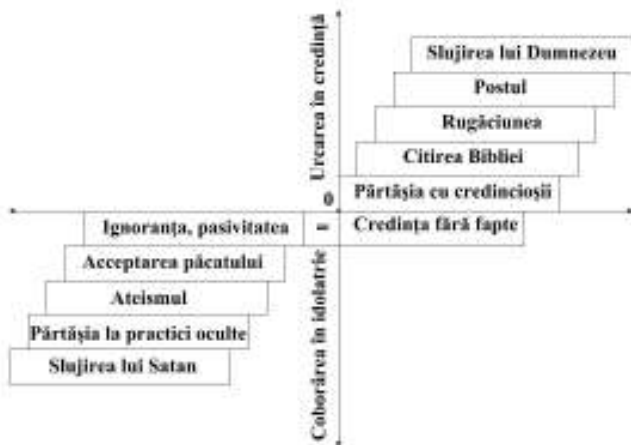 Urcarea în credință
Slujirea lui Dumnezeu
Postul
Rugăciunea
Citirea Bibliei
Părtășia cu credincioșii
0
Ignoranța, pasivitatea
=
Credința fără fapte
Coborârea în idolatrie
Acceptarea păcatului
Ateismul
Părtășia la practici oculte
Slujirea lui Satan